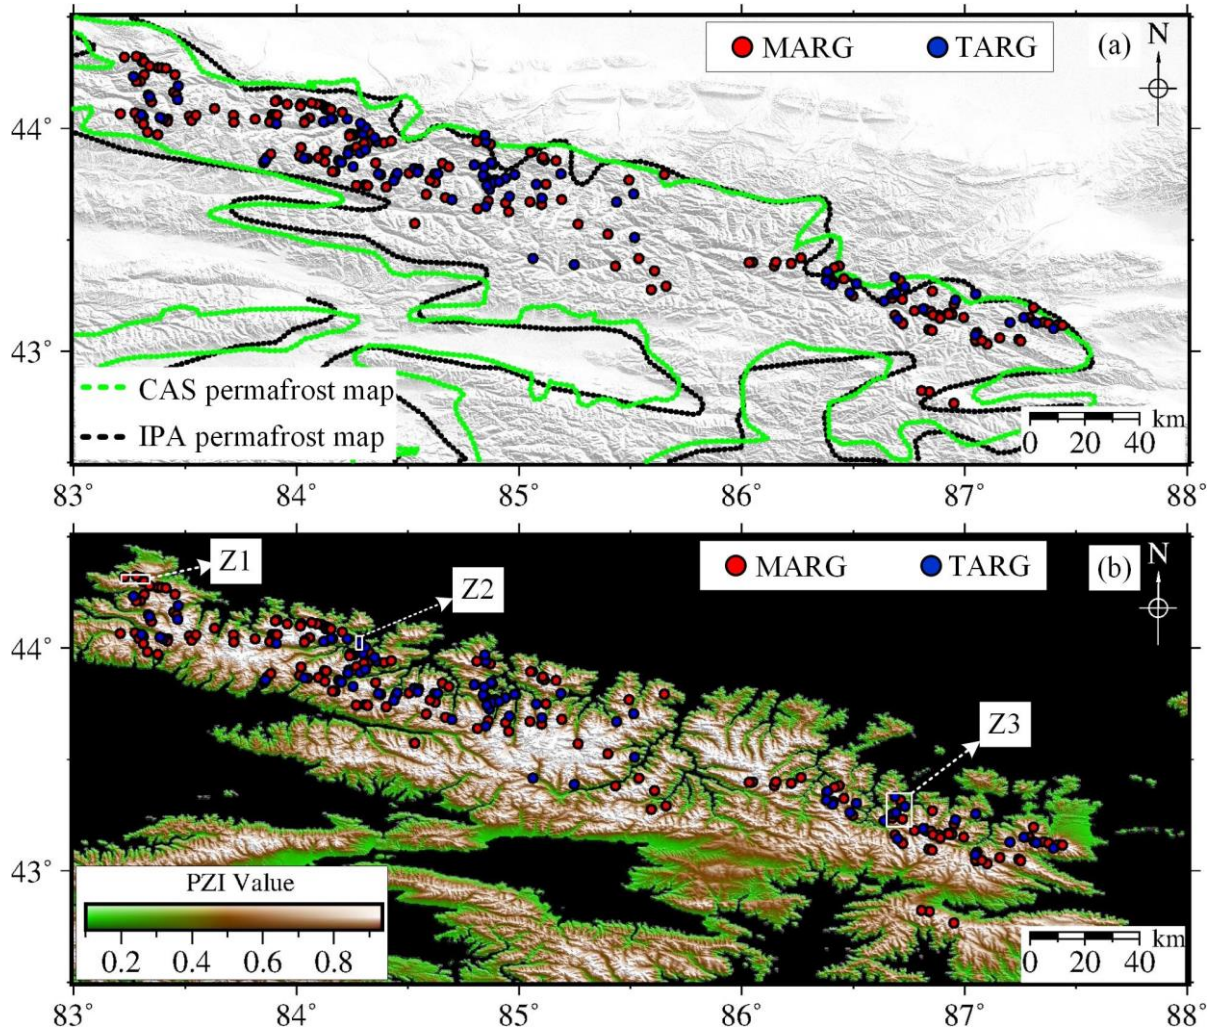 MARG TARG (a)
N
44°
43°
CAS permafrost map
IPA permafrost map
km
0 20 40
83° 84° 85° 86° 87° 88°
MARG TARG (b)
N
Z1
Z2
Z3
44°
43°
PZI Value
0.2 0.4 0.6 0.8
km
0 20 40
83° 84° 85° 86° 87° 88°